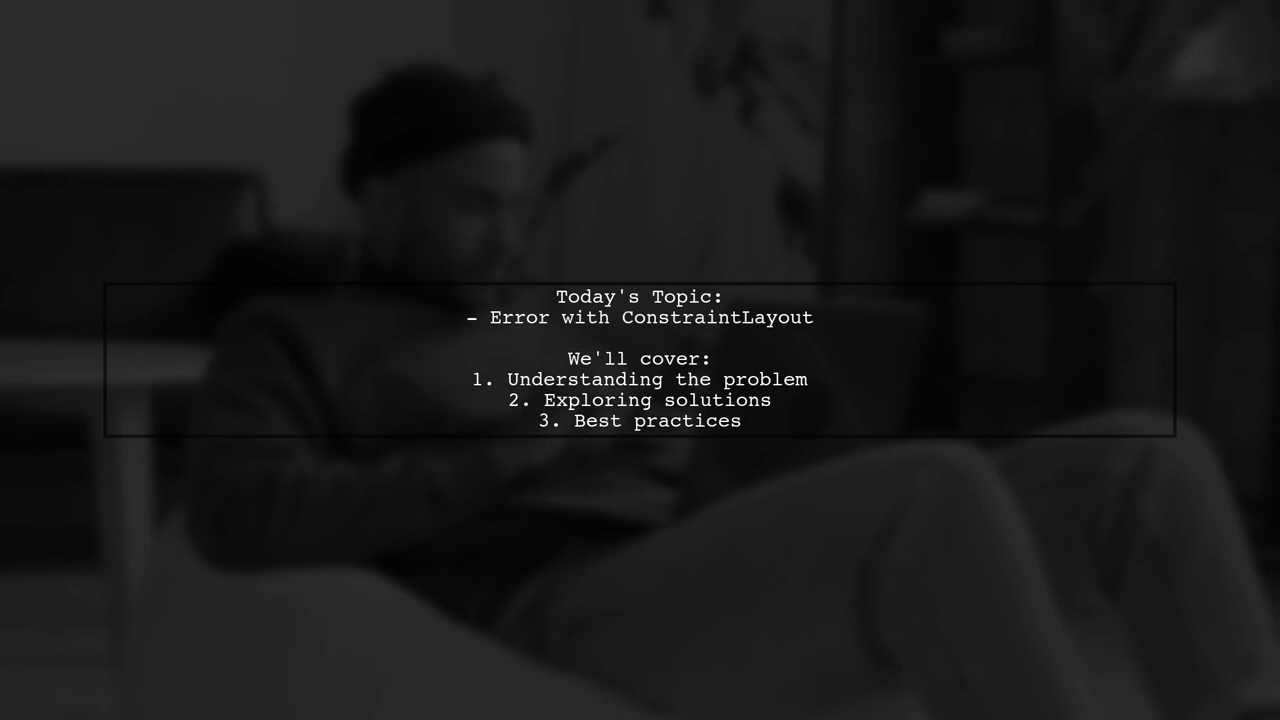 Today's Topic:
- Error with ConstraintLayout
We'll cover:
1. Understanding the problem
2. Exploring solutions
3. Best practices